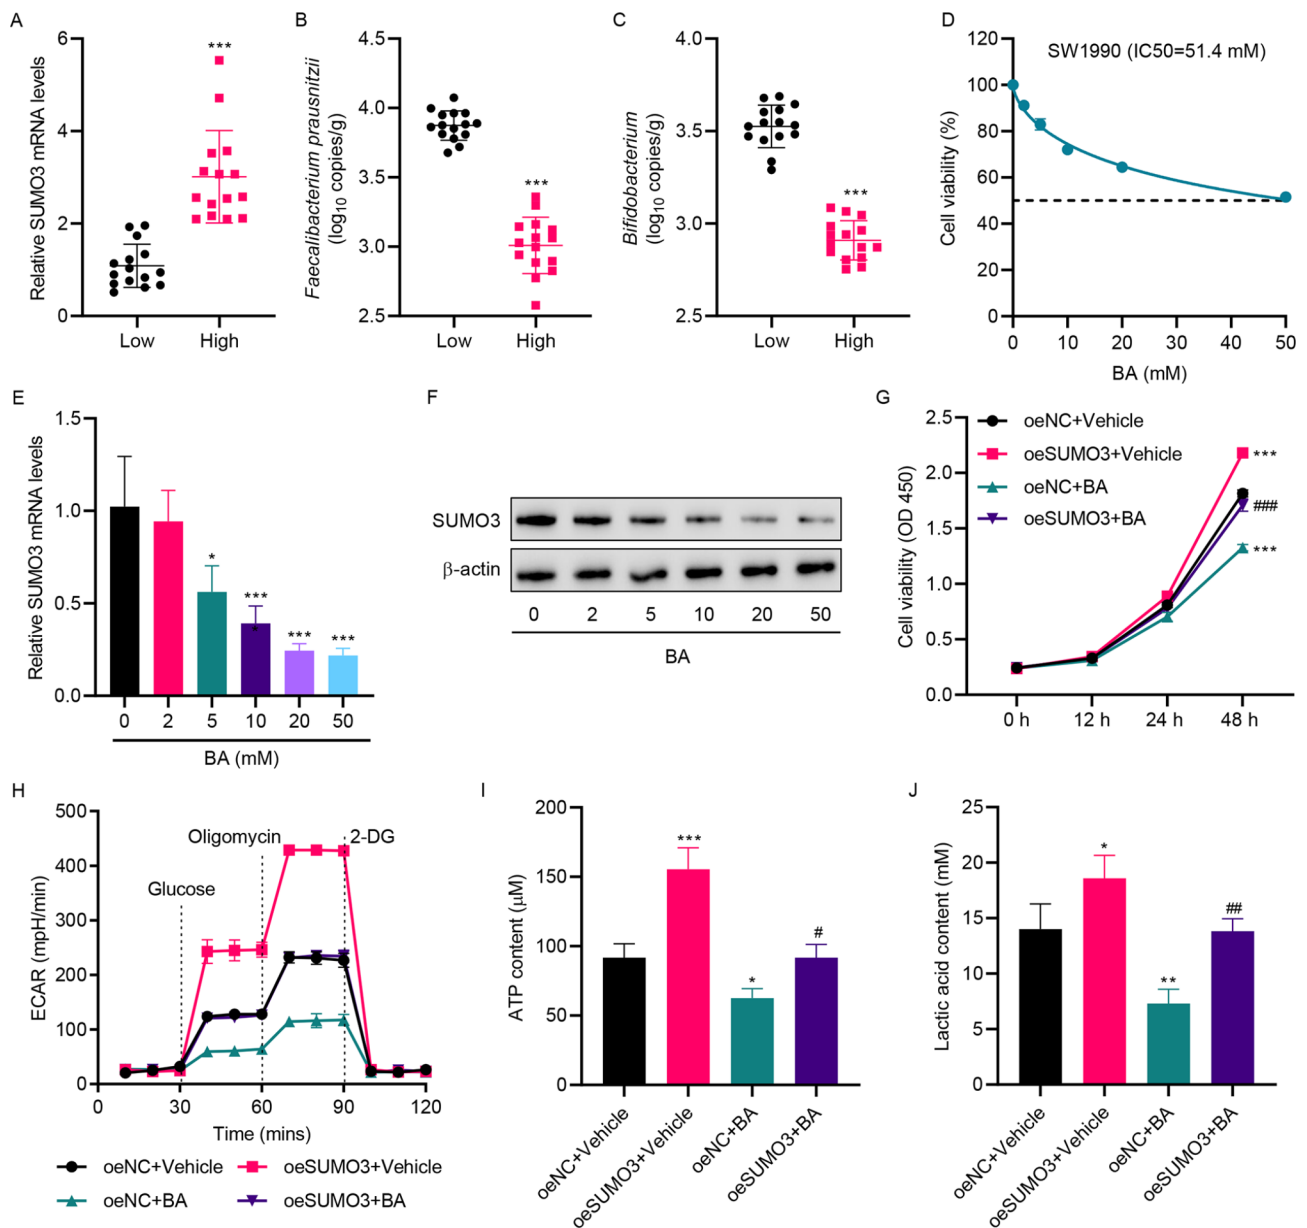 A
Relative SUMO3 mRNA levels
6
4
2
0
***
Low
High
B
Faecalibacterium prausnitzii
(log10 copies/g)
4.5
4.0
3.5
3.0
2.5
***
Low
High
C
Bifidobacterium
(log10 copies/g)
4.0
3.5
3.0
2.5
***
Low
High
D
SW1990 (IC50=51.4 mM)
Cell viability (%)
120
100
80
60
40
20
0
0 10 20 30 40 50
BA (mM)
E
Relative SUMO3 mRNA levels
1.5
1.0
0.5
0.0
* *** *** ***
0 2 5 10 20 50
BA (mM)
F
SUMO3
β-actin
0 2 5 10 20 50
BA
G
Cell viability (OD 450)
2.5
2.0
1.5
1.0
0.5
0.0
oeNC+Vehicle
oeSUMO3+Vehicle
oeNC+BA
oeSUMO3+BA
***
###
***
0 h 12 h 24 h 48 h
H
ECAR (mpH/min)
500
400
300
200
100
0
Glucose
Oligomycin
2-DG
0 30 60 90 120
Time (mins)
oeNC+Vehicle
oeSUMO3+Vehicle
oeNC+BA
oeSUMO3+BA
I
ATP content (μM)
200
150
100
50
0
***
*
#
oeNC+Vehicle
oeSUMO3+Vehicle
oeNC+BA
oeSUMO3+BA
J
Lactic acid content (mM)
25
20
15
10
5
0
*
**
##
oeNC+Vehicle
oeSUMO3+Vehicle
oeNC+BA
oeSUMO3+BA